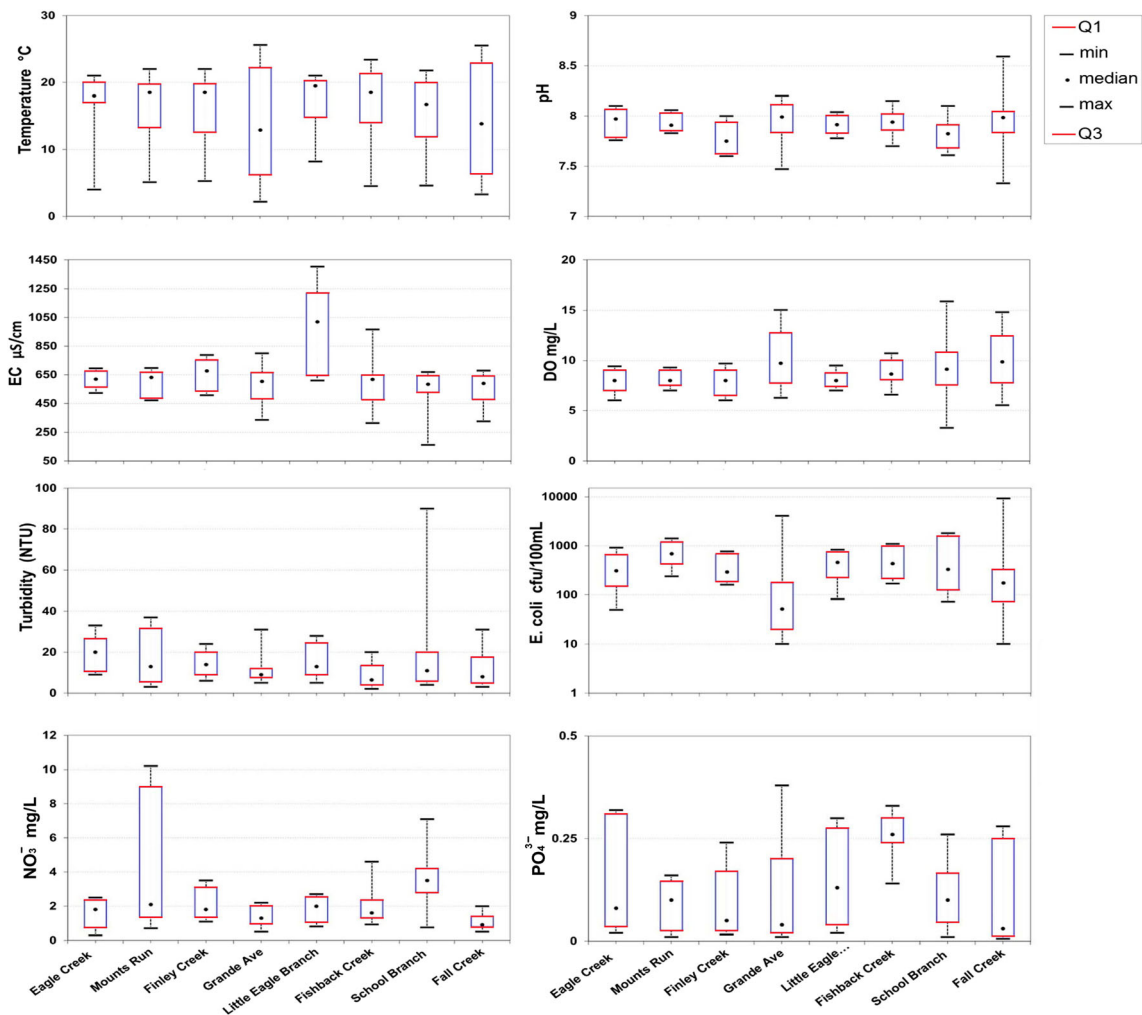 30
20
10
0
Temperature °C
9
8.5
8
7.5
7
pH
Q1
min
median
max
Q3
1450
1250
1050
850
650
450
250
50
EC µS/cm
20
15
10
5
0
DO mg/L
100
80
60
40
20
0
Turbidity (NTU)
10000
1000
100
10
1
E. coli cfu/100mL
12
10
8
6
4
2
0
NO₃⁻ mg/L
Eagle Creek
Mounts Run
Finley Creek
Grande Ave
Little Eagle Branch
Fishback Creek
School Branch
Fall Creek
0.5
0.25
0
PO₄³⁻ mg/L
Eagle Creek
Mounts Run
Finley Creek
Grande Ave
Little Eagle...
Fishback Creek
School Branch
Fall Creek